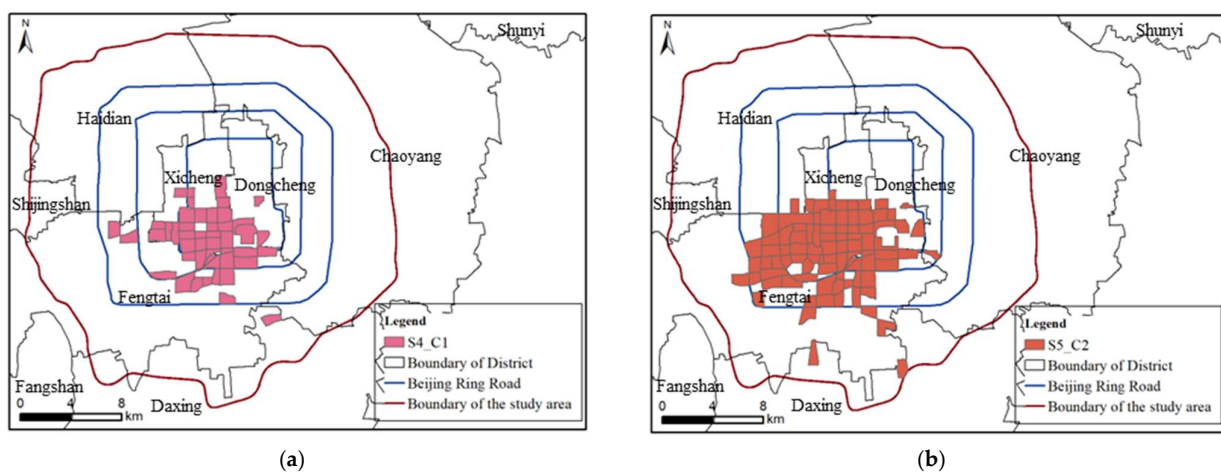 N
Shunyi
Haidian
Chaoyang
Xicheng
Dongcheng
Shijingshan
Fengtai
Legend
S4_C1
Boundary of District
Beijing Ring Road
Boundary of the study area
Fangshan
Daxing
0 4 8
km
(a)
N
Shunyi
Haidian
Chaoyang
Xicheng
Dongcheng
Shijingshan
Fengtai
Legend
S5_C2
Boundary of District
Beijing Ring Road
Boundary of the study area
Fangshan
Daxing
0 4 8
km
(b)